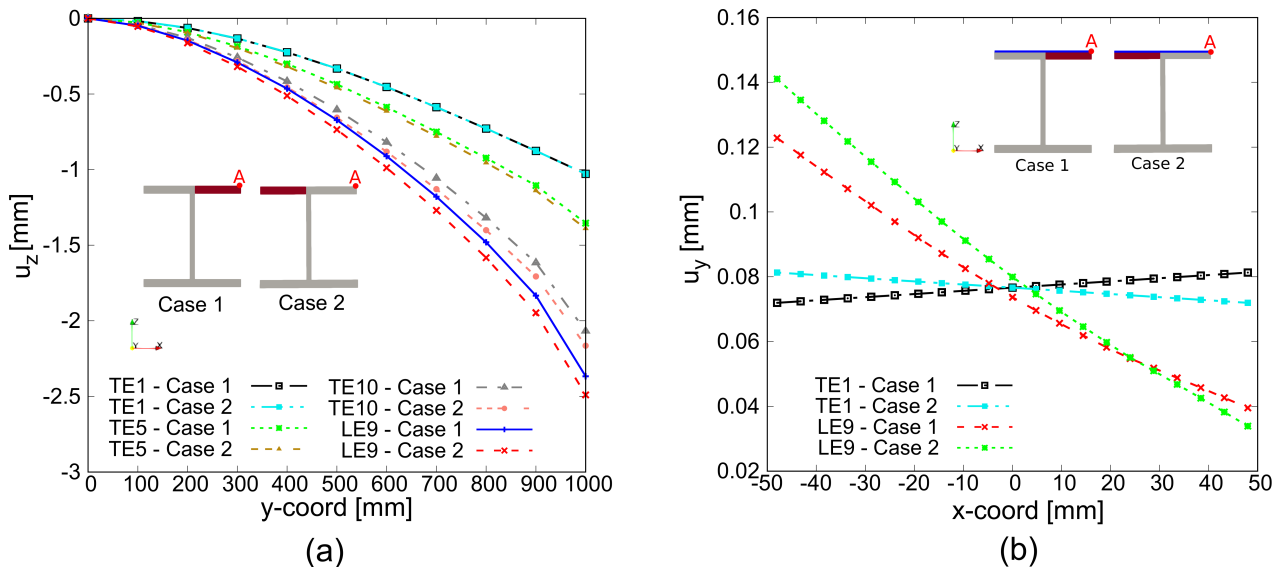 0
-0.5
-1
-1.5
-2
-2.5
-3
u_z [mm]
A
A
Case 1
Case 2
Z
Y
X
TE1 - Case 1
TE1 - Case 2
TE5 - Case 1
TE5 - Case 2
TE10 - Case 1
TE10 - Case 2
LE9 - Case 1
LE9 - Case 2
0 100 200 300 400 500 600 700 800 900 1000
y-coord [mm]
(a)
0.16
0.14
0.12
0.1
0.08
0.06
0.04
0.02
u_y [mm]
A
A
Case 1
Case 2
Z
Y
X
TE1 - Case 1
TE1 - Case 2
LE9 - Case 1
LE9 - Case 2
-50 -40 -30 -20 -10 0 10 20 30 40 50
x-coord [mm]
(b)